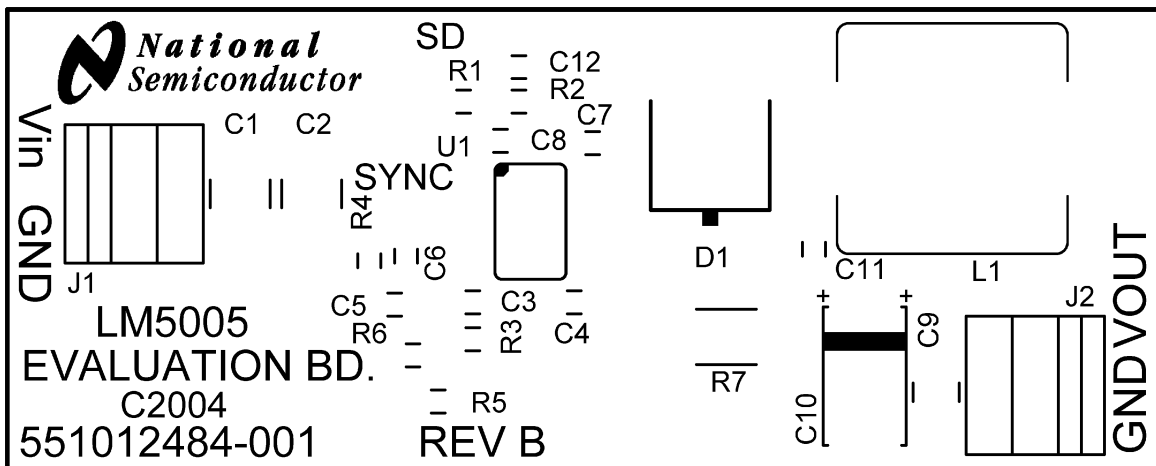 National
Semiconductor
SD
R1
C12
R2
C7
C1
C2
U1
C8
Vin
SYNC
R4
GND
C6
D1
C11
L1
J1
C5
C3
J2
VOUT
LM5005
R6
R3
C4
C9
EVALUATION BD.
R7
GND
C2004
R5
C10
551012484-001
REV B
+
+